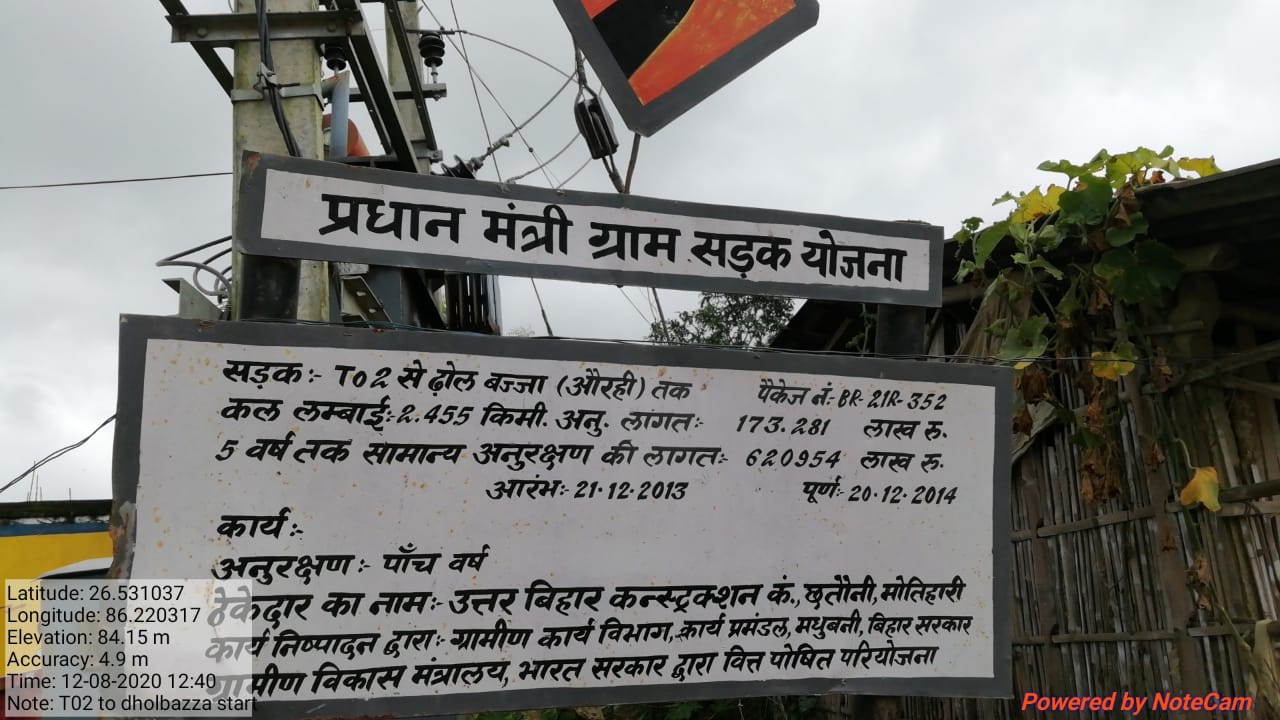 प्रधान मंत्री ग्राम सड़क योजना
सड़कः- T02 से ढ़ोल बज्जा (औरही) तक पैकेज नं:- BR-21R-352
कल लम्बाईः-2.455 किमी. अनु. लागतः- 173.281 लाख रु.
5 वर्ष तक सामान्य अनुरक्षण की लागतः- 620954 लाख रु.
आरंभः- 21.12.2013 पूर्णः- 20.12.2014
कार्यः-
अनुरक्षणः- पाँच वर्ष
ठेकेदार का नामः- उत्तर बिहार कन्स्ट्रक्शन कं., छतौनी, मोतिहारी
कार्य निष्पादन द्वाराः- ग्रामीण कार्य विभाग, कार्य प्रमंडल, मधुबनी, बिहार सरकार
ग्रामीण विकास मंत्रालय, भारत सरकार द्वारा वित्त पोषित परियोजना
Latitude: 26.531037
Longitude: 86.220317
Elevation: 84.15 m
Accuracy: 4.9 m
Time: 12-08-2020 12:40
Note: T02 to dholbazza start
Powered by NoteCam